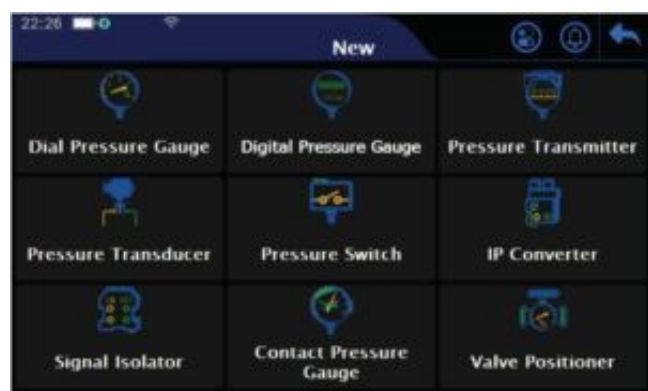 22:26
New
Dial Pressure Gauge
Digital Pressure Gauge
Pressure Transmitter
Pressure Transducer
Pressure Switch
IP Converter
Signal Isolator
Contact Pressure
Gauge
Valve Positioner